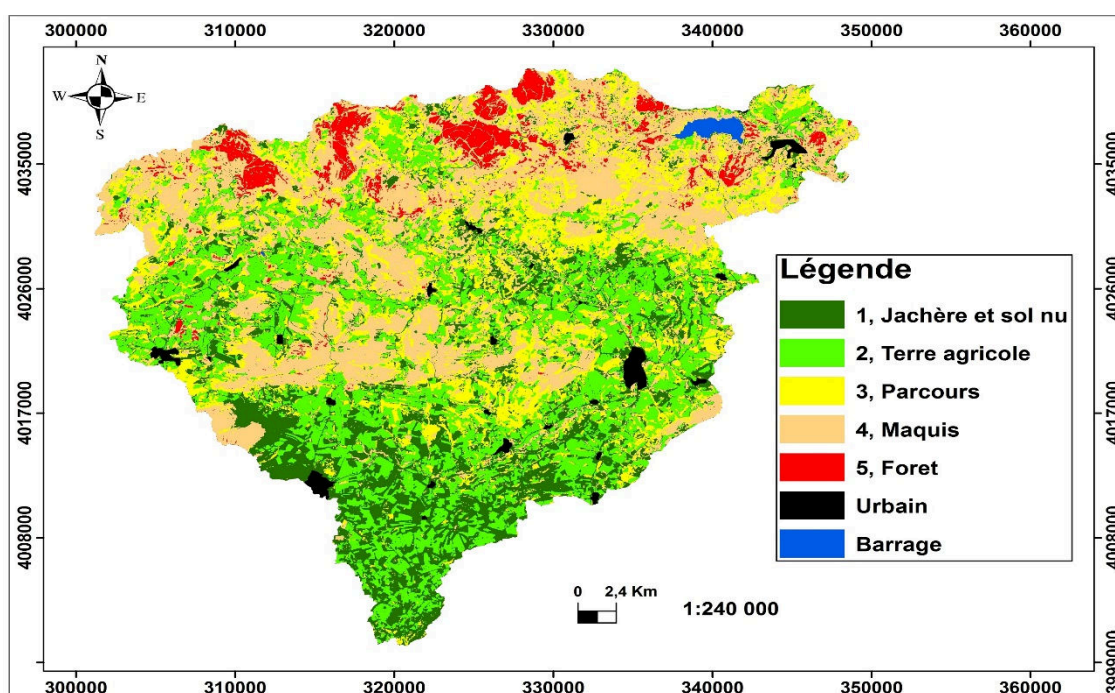 300000 310000 320000 330000 340000 350000 360000
N
W E
S
4035000 4035000
4026000 4026000
4017000 4017000
4008000 4008000
Légende
1, Jachère et sol nu
2, Terre agricole
3, Parcours
4, Maquis
5, Foret
Urbain
Barrage
0 2,4 Km
1:240 000
300000 310000 320000 330000 340000 350000 360000